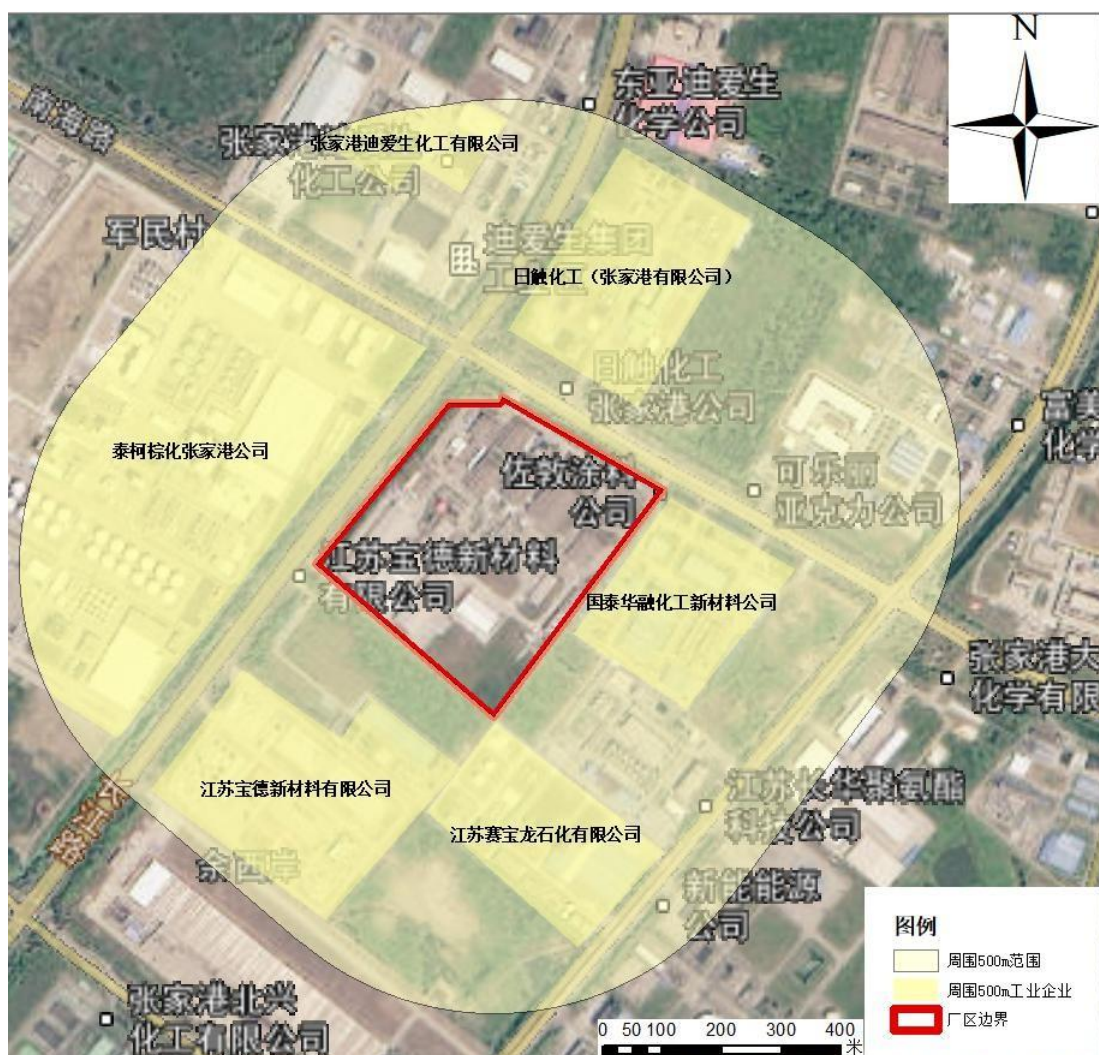 N
东亚迪爱生
化学公司
南海路
张家港
张家港迪爱生化工有限公司
化工公司
军民村
迪爱生集团
日触化工（张家港有限公司）
日触化工
张家港公司
富美
化学
泰柯棕化张家港公司
佐敦涂料
公司
可乐丽
亚克力公司
江苏宝德新材料
有限公司
国泰华融化工新材料公司
张家港大
化学有限
江苏宝德新材料有限公司
江苏长华聚氨酯
科技公司
江苏赛宝龙石化有限公司
长江路
余西岸
新能能源
公司
图例
周围500m范围
周围500m工业企业
厂区边界
张家港北兴
化工有限公司
0 50 100 200 300 400
米